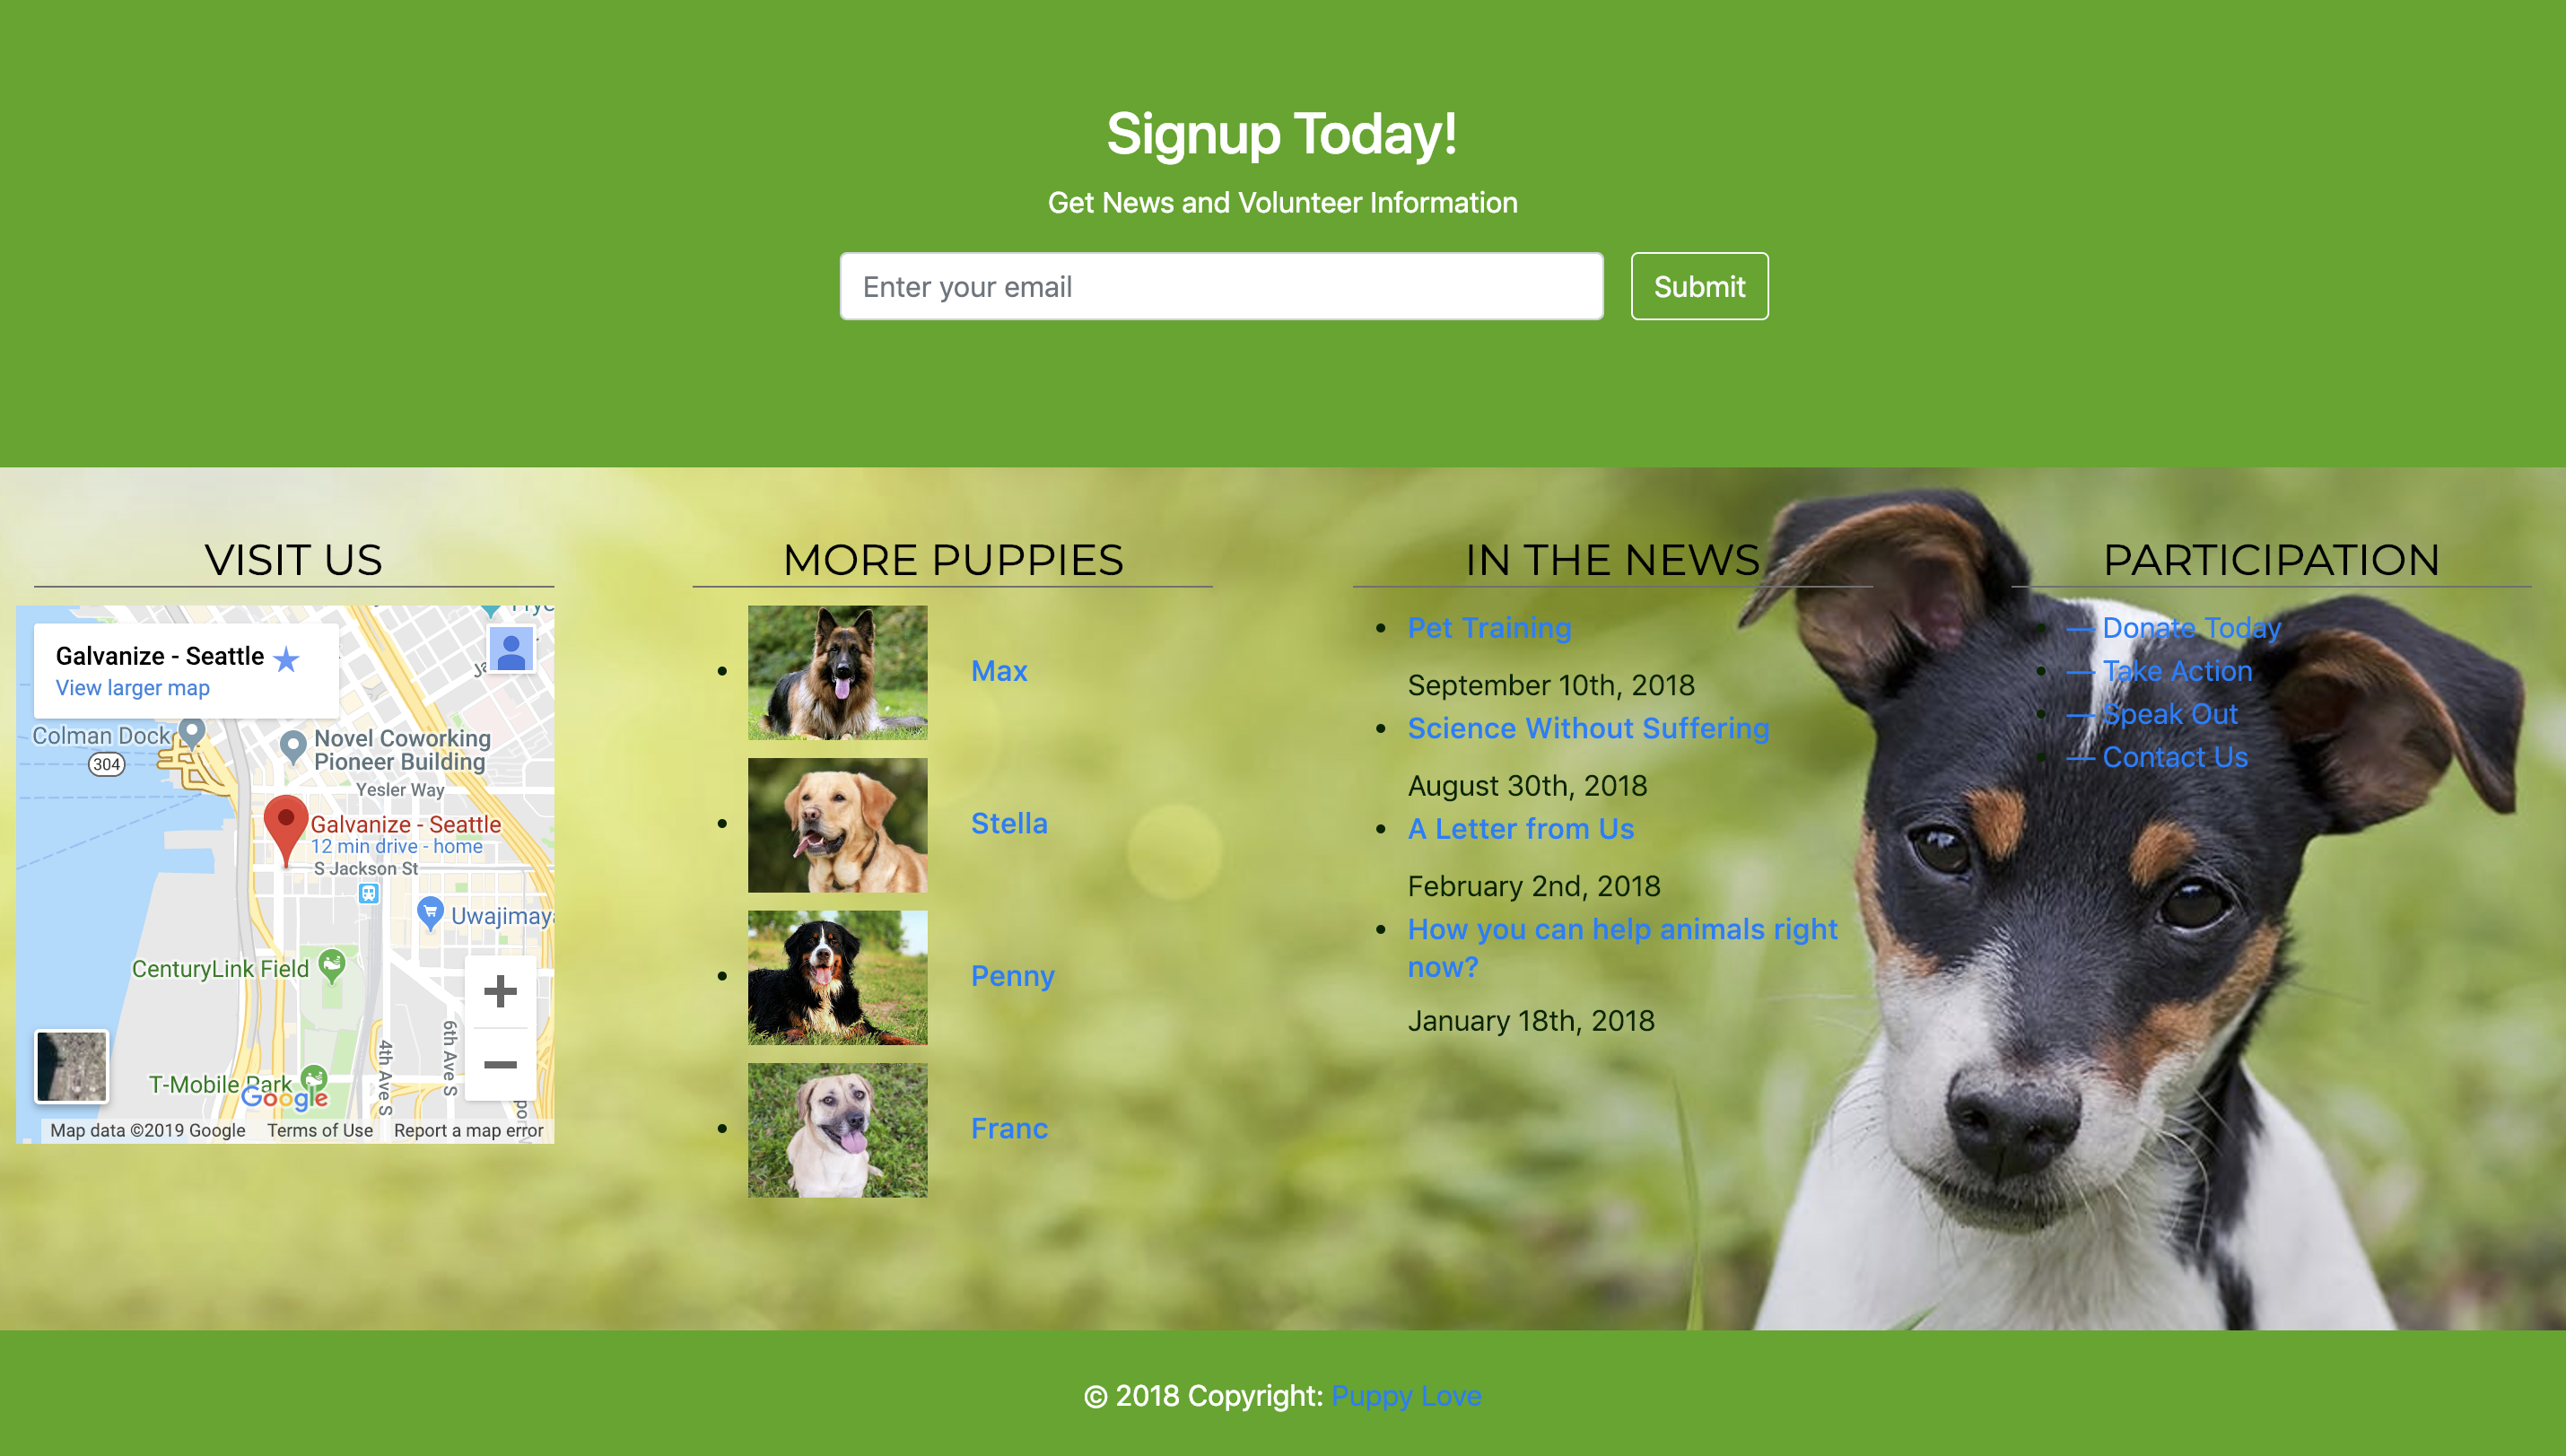 Signup Today!
Get News and Volunteer Information
Enter your email
Submit
VISIT US
Galvanize - Seattle
View larger map
Colman Dock
304
Novel Coworking
Pioneer Building
Yesler Way
Galvanize - Seattle
12 min drive - home
S Jackson St
Uwajimaya
CenturyLink Field
6th Ave S
4th Ave S
T-Mobile Park
Google
Map data ©2019 Google Terms of Use Report a map error
MORE PUPPIES
Max
Stella
Penny
Franc
IN THE NEWS
Pet Training
September 10th, 2018
Science Without Suffering
August 30th, 2018
A Letter from Us
February 2nd, 2018
How you can help animals right
now?
January 18th, 2018
PARTICIPATION
— Donate Today
— Take Action
— Speak Out
— Contact Us
© 2018 Copyright: Puppy Love